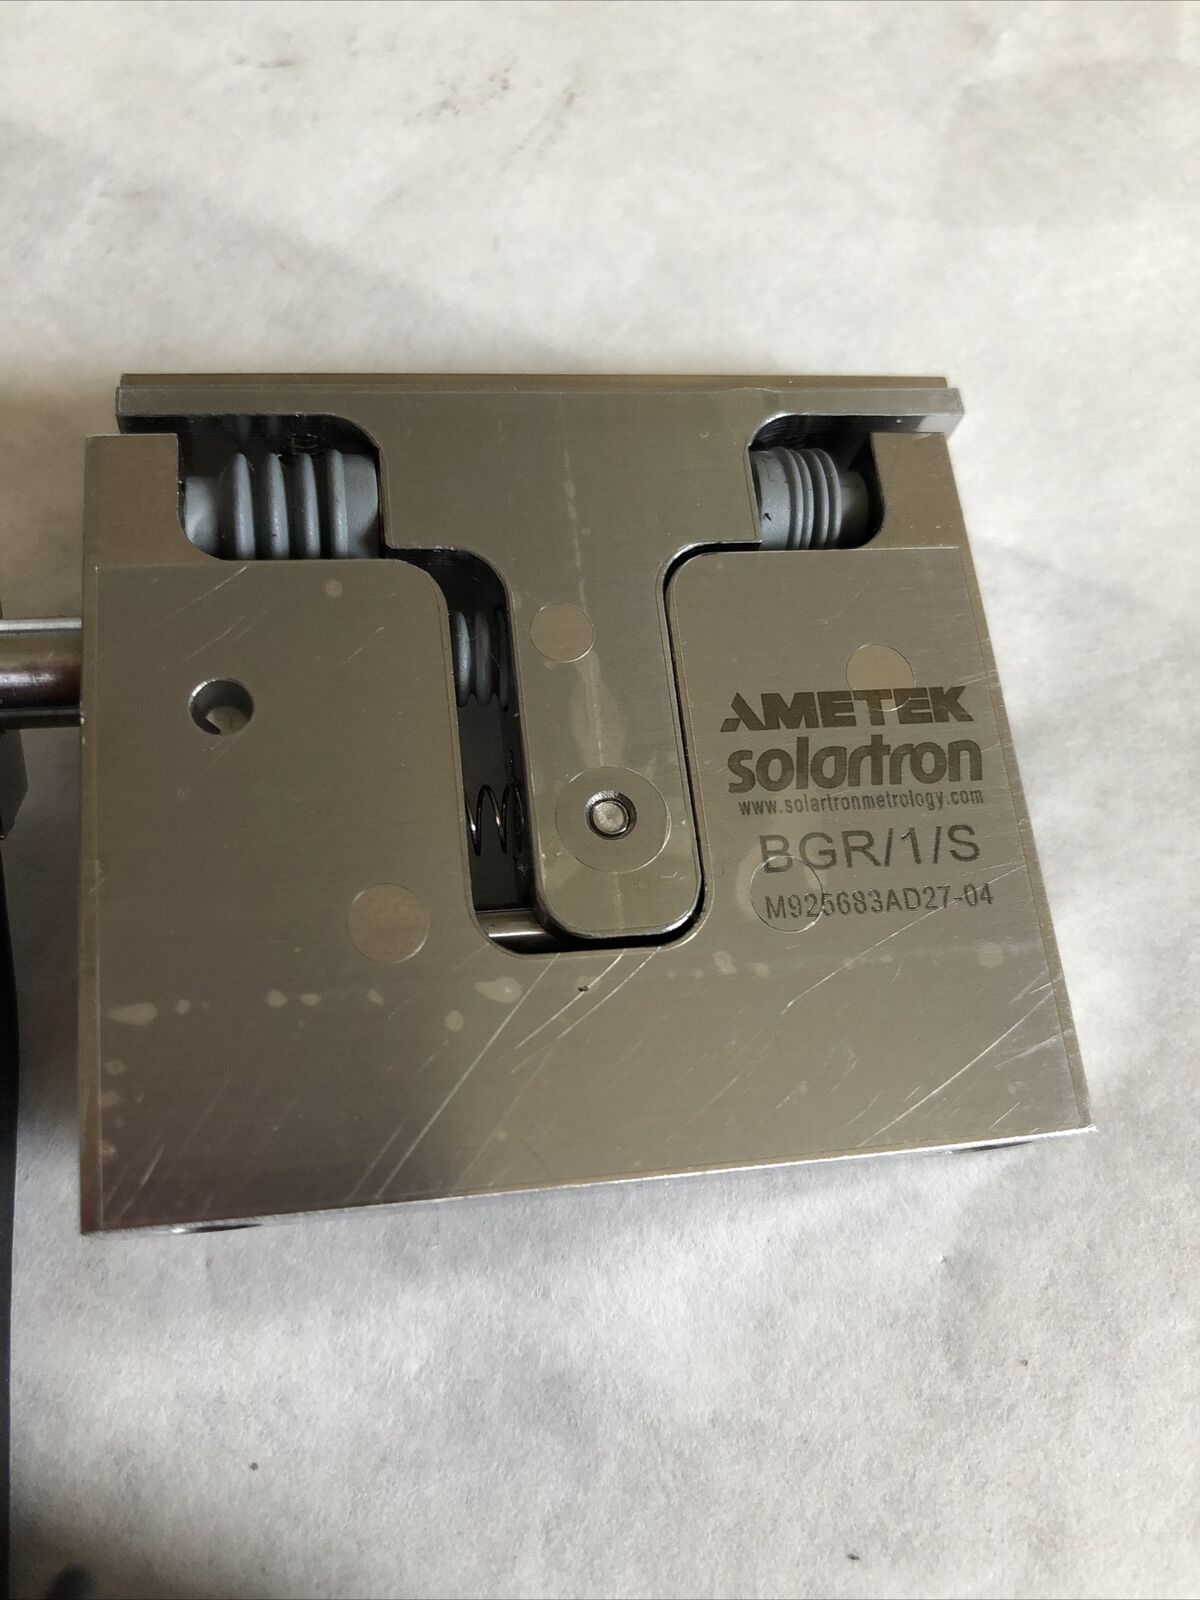 AMETEK
solartron
www.solartronmetrology.com
BGR/1/S
M925683AD27-04